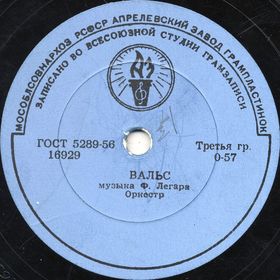 МОСОБЛСОВНАРХОЗ РСФСР АПРЕЛЕВСКИЙ ЗАВОД ГРАМПЛАСТИНОК
ЗАПИСАНО ВО ВСЕСОЮЗНОЙ СТУДИИ ГРАМЗАПИСИ
АЗ
ГОСТ 5289-56
16929
Третья гр.
0-57
ВАЛЬС
музыка Ф. Легара
Оркестр